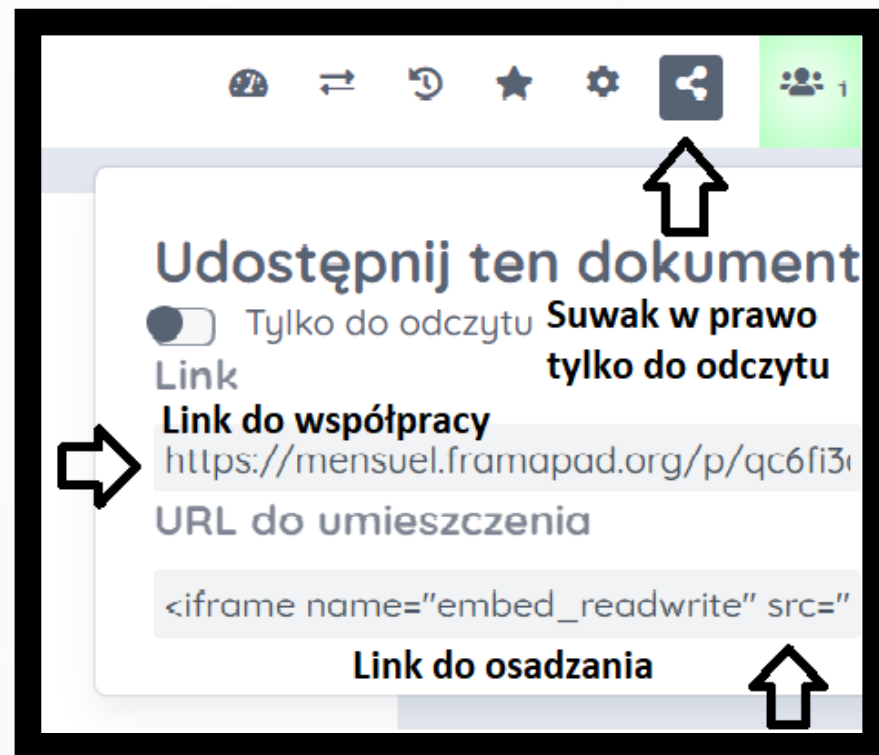 1
Udostępnij ten dokument
Tylko do odczytu
Suwak w prawo
tylko do odczytu
Link
Link do współpracy
https://mensuel.framapad.org/p/qc6fi3
URL do umieszczenia
<iframe name="embed_readwrite" src="
Link do osadzania